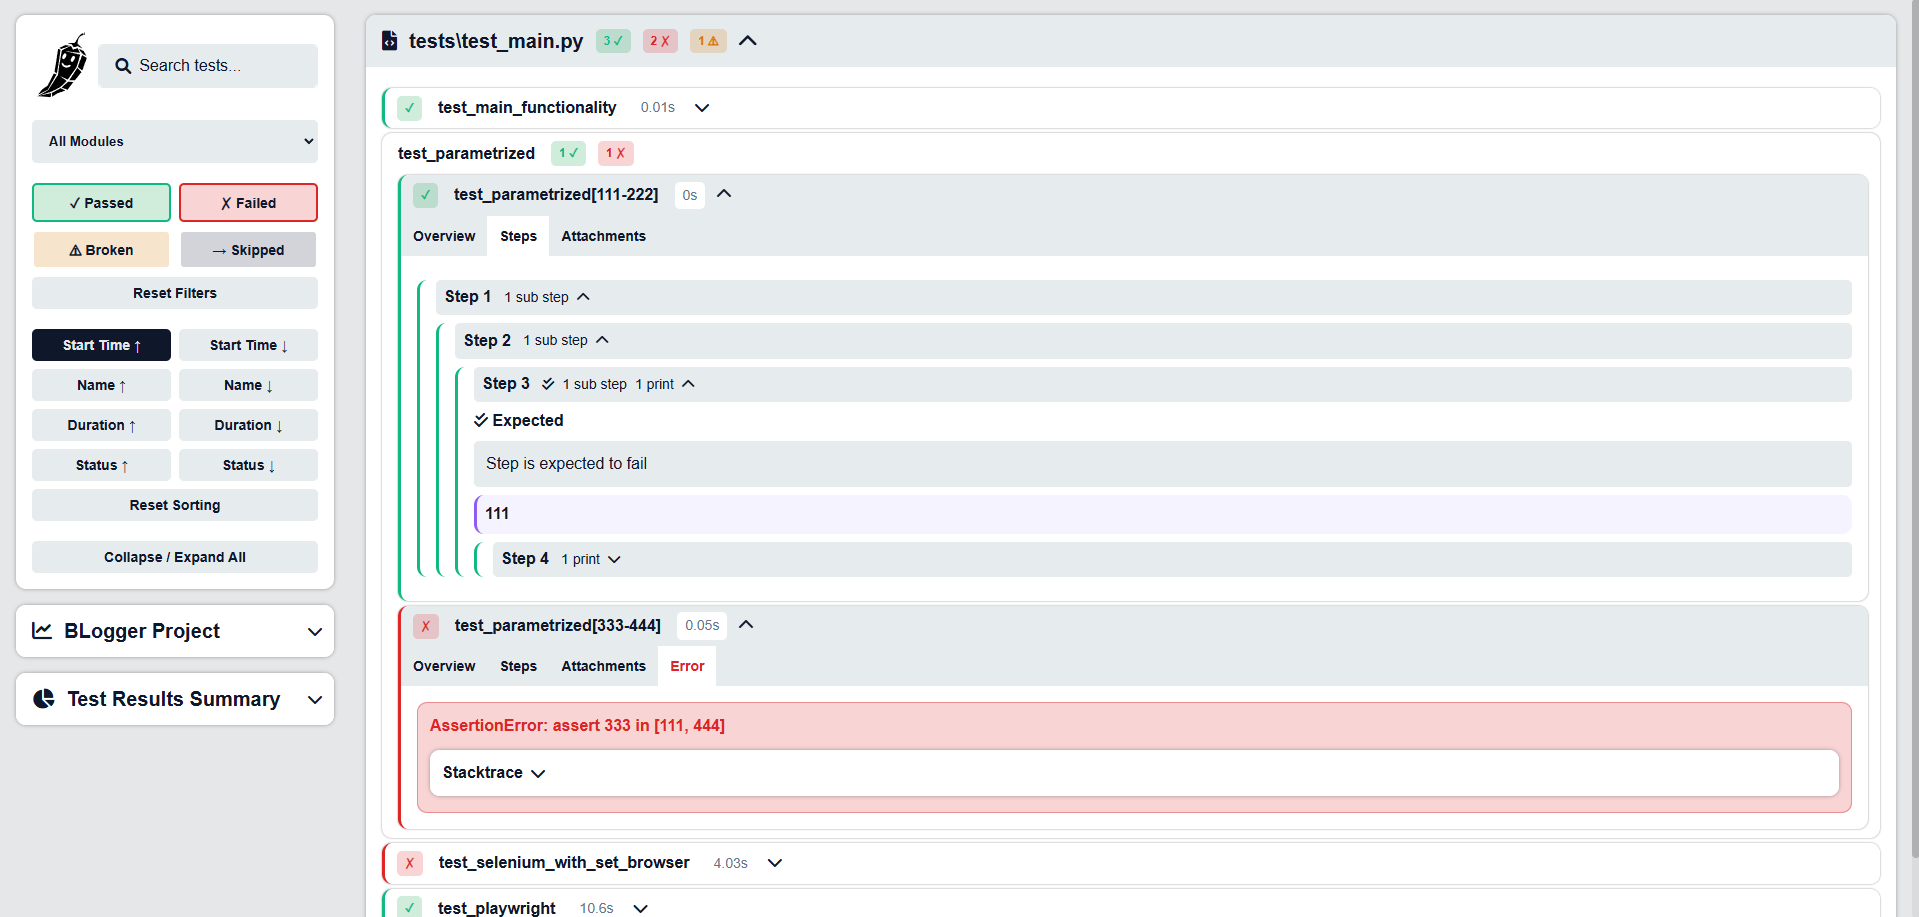 Search tests...
All Modules
✓ Passed
✗ Failed
⚠ Broken
→ Skipped
Reset Filters
Start Time ↑
Start Time ↓
Name ↑
Name ↓
Duration ↑
Duration ↓
Status ↑
Status ↓
Reset Sorting
Collapse / Expand All
BLogger Project
Test Results Summary
tests\test_main.py 3 ✓ 2 ✗ 1 ⚠
✓ test_main_functionality 0.01s
test_parametrized 1 ✓ 1 ✗
✓ test_parametrized[111-222] 0s
Overview Steps Attachments
Step 1 1 sub step
Step 2 1 sub step
Step 3 1 sub step 1 print
Expected
Step is expected to fail
111
Step 4 1 print
✗ test_parametrized[333-444] 0.05s
Overview Steps Attachments Error
AssertionError: assert 333 in [111, 444]
Stacktrace
✗ test_selenium_with_set_browser 4.03s
✓ test_playwright 10.6s